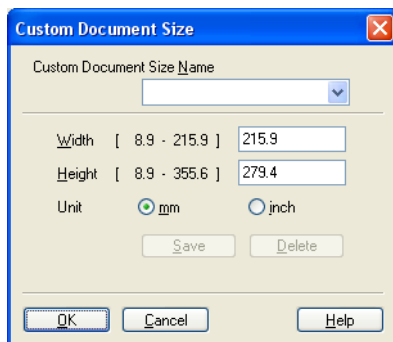 Custom Document Size
Custom Document Size Name
Width [ 8.9 - 215.9 ] 215.9
Height [ 8.9 - 355.6 ] 279.4
Unit mm inch
Save Delete
OK Cancel Help